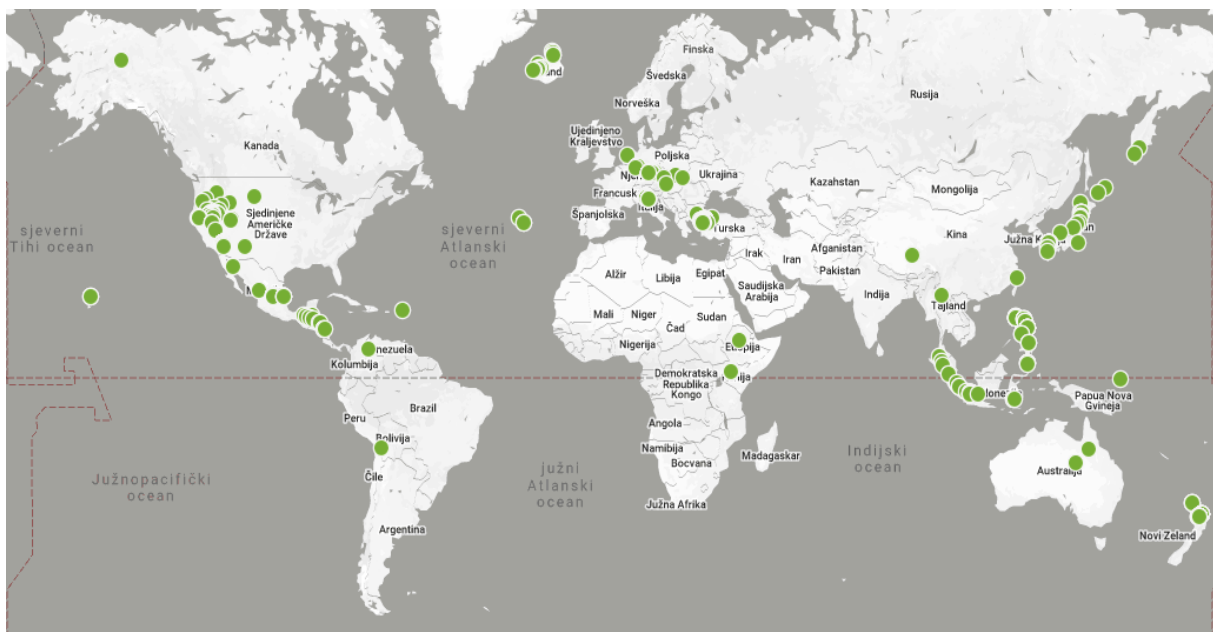 Finska
Švedska
Norveška
Rusija
Ujedinjeno
Kraljevstvo
Kanada
Poljska
Ukrajina
Kazahstan
Mongolija
Francusk
Italija
Španjolska
Turska
Sjedinjene
Američke
Države
sjeverni
Tihi ocean
sjeverni
Atlanski
ocean
Kina
Južna
Afganistan
Irak
Iran
Pakistan
Alžir
Libija
Egipat
Saudijska
Arabija
Indija
Mali
Niger
Čad
Sudan
Tajland
Nigerija
Etiopija
Kolumbija
Demokratska
Republika
Kongo
Papua Nova
Gvineja
Peru
Brazil
Angola
Bolivija
Namibija
Bocvana
Madagaskar
Indijski
ocean
Australija
Čile
Južnopacifički
ocean
južni
Atlanski
ocean
Južna Afrika
Argentina
Novi Zeland